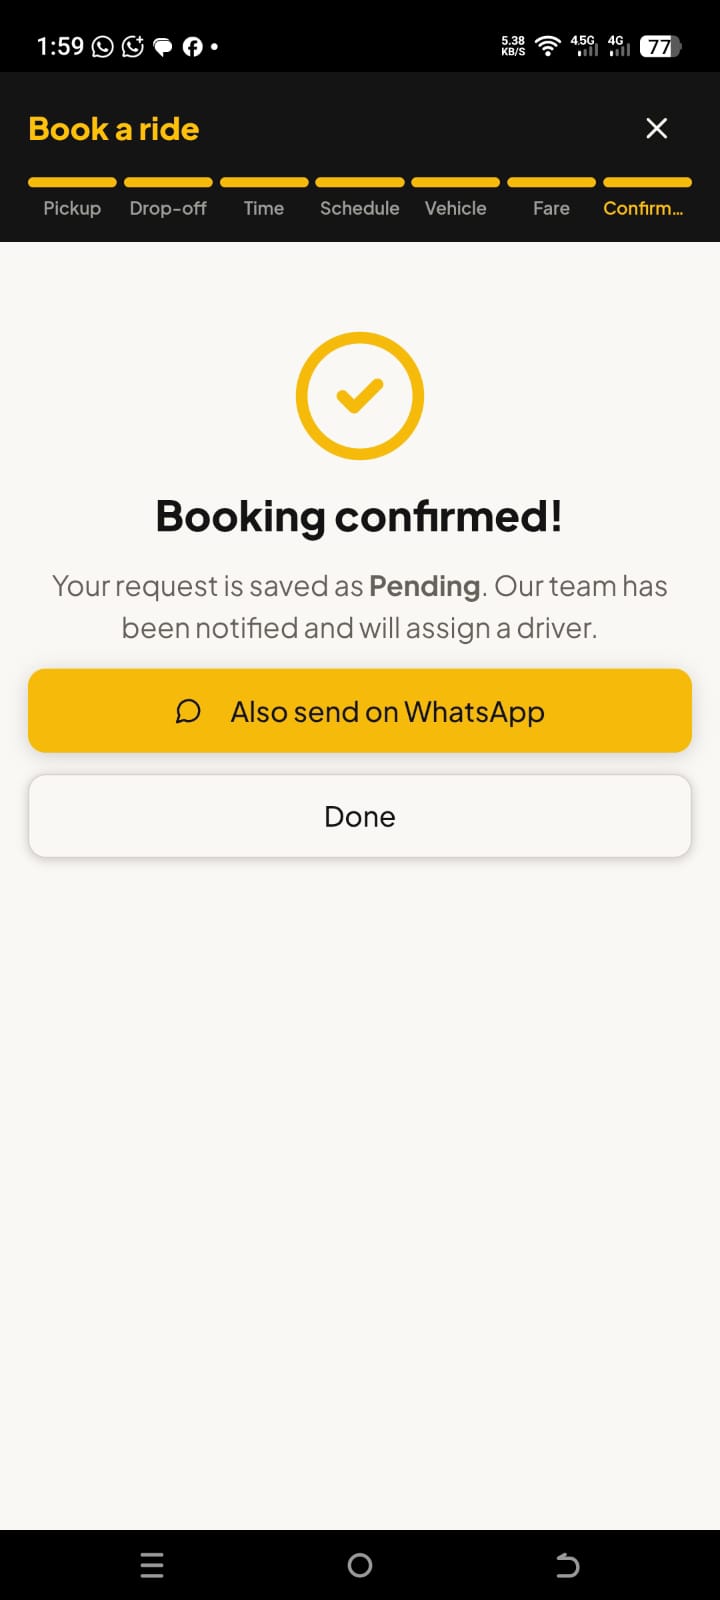 1:59
5.38 KB/S 4.5G 4G 77
Book a ride
Pickup Drop-off Time Schedule Vehicle Fare Confirm...
Booking confirmed!
Your request is saved as Pending. Our team has
been notified and will assign a driver.
Also send on WhatsApp
Done